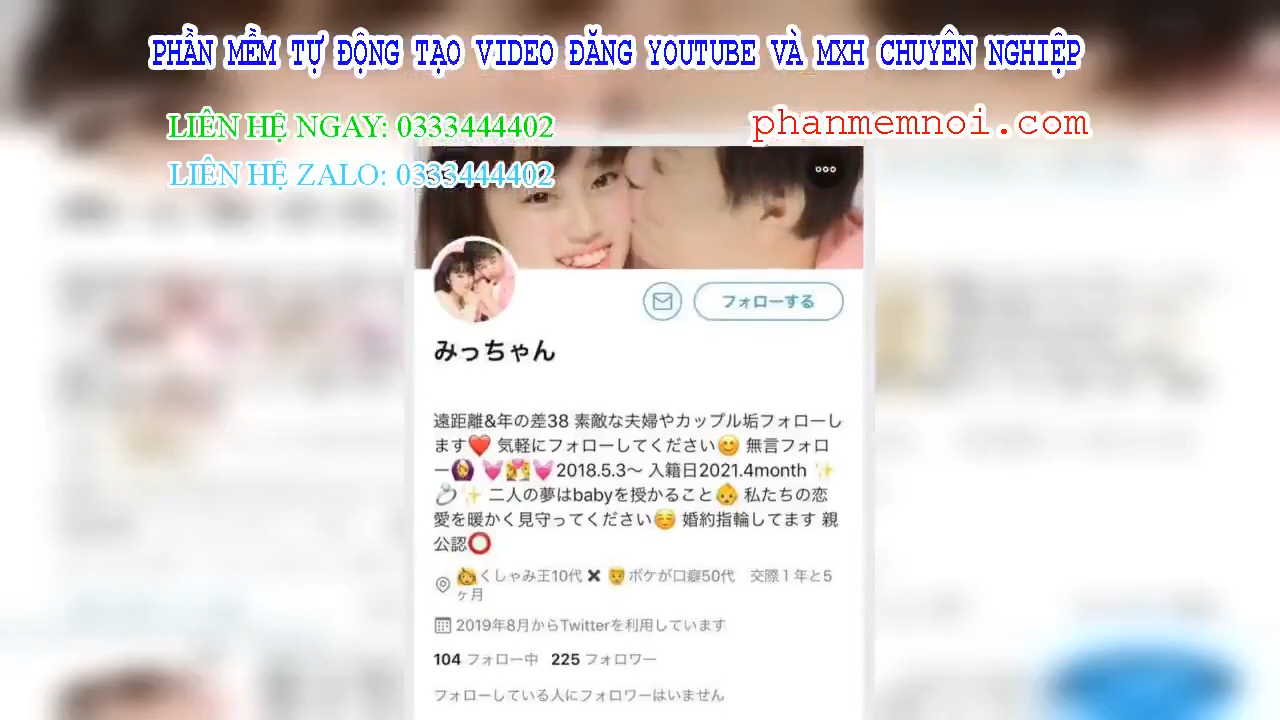 PHẦN MỀM TỰ ĐỘNG TẠO VIDEO ĐĂNG YOUTUBE VÀ MXH CHUYÊN NGHIỆP
LIÊN HỆ NGAY: 0333444402
phanmemnoi.com
LIÊN HỆ ZALO: 0333444402
フォローする
みっちゃん
遠距離&年の差38 素敵な夫婦やカップル垢フォローし
ます❤️ 気軽にフォローしてください😊 無言フォロ
ー🙆‍♀️ 💓💏💓2018.5.3〜 入籍日2021.4month ✨
💍✨ 二人の夢はbabyを授かること👶 私たちの恋
愛を暖かく見守ってください☺️ 婚約指輪してます 親
公認⭕
👩くしゃみ王10代✖👨ボケが口癖50代 交際1年と5
ヶ月
2019年8月からTwitterを利用しています
104 フォロー中 225 フォロワー
フォローしている人にフォロワーはいません